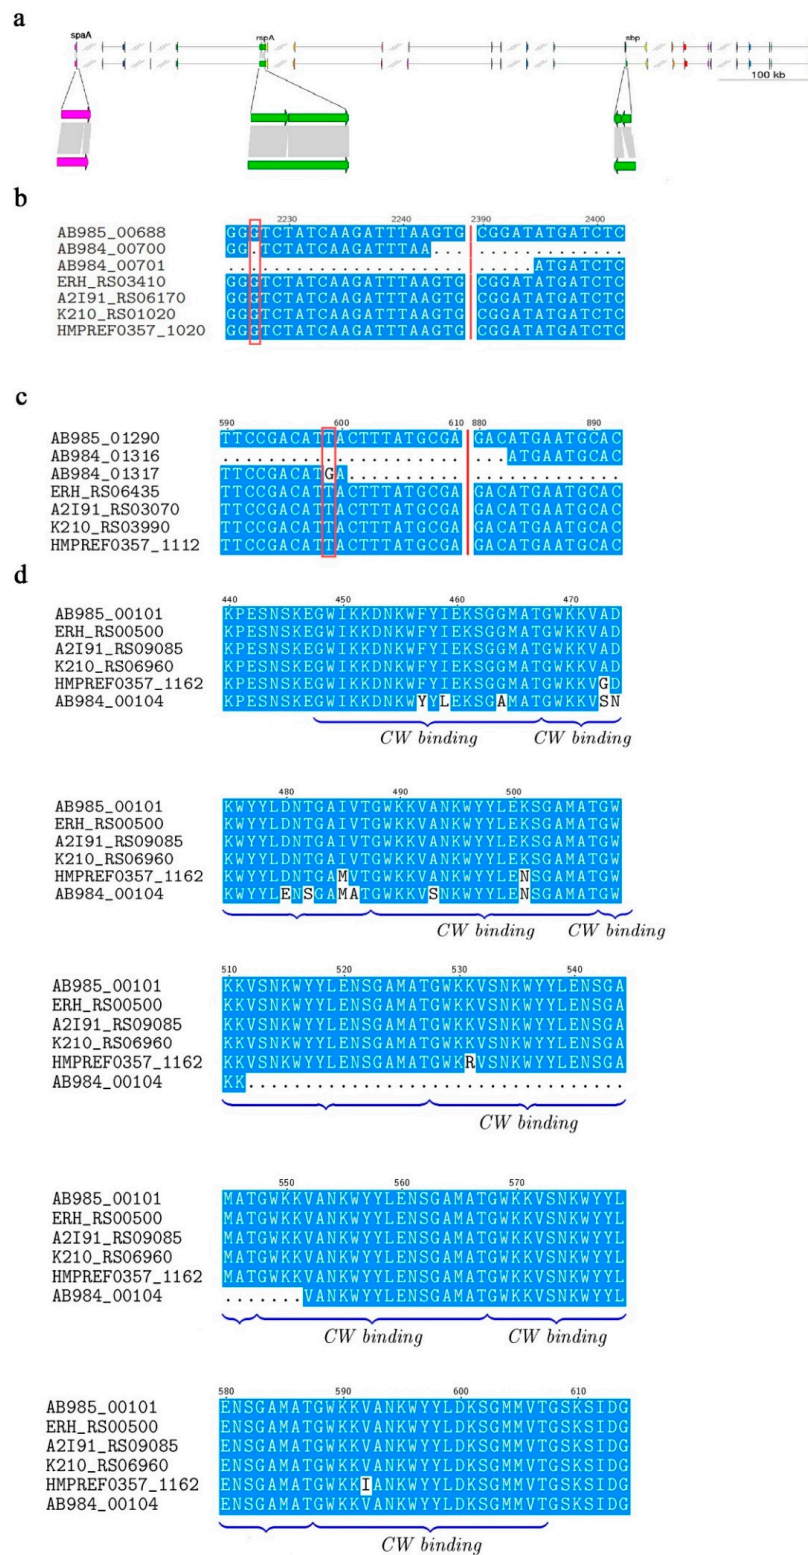 a
spaA rspA sbp
100 kb
b
2230 2240 2390 2400
AB985_00688 GGGTCTATCAAGATTTAAGTG CGGATATGATCTC
AB984_00700 GG.TCTATCAAGATTTAA... .............
AB984_00701 ..................... .....ATGATCTC
ERH_RS03410 GGGTCTATCAAGATTTAAGTG CGGATATGATCTC
A2I91_RS06170 GGGTCTATCAAGATTTAAGTG CGGATATGATCTC
K210_RS01020 GGGTCTATCAAGATTTAAGTG CGGATATGATCTC
HMPREF0357_1020 GGGTCTATCAAGATTTAAGTG CGGATATGATCTC
c
590 600 610 880 890
AB985_01290 TTCCGACATTACTTTATGCGA GACATGAATGCAC
AB984_01316 ..................... ...ATGAATGCAC
AB984_01317 TTCCGACATGA.......... .............
ERH_RS06435 TTCCGACATTACTTTATGCGA GACATGAATGCAC
A2I91_RS03070 TTCCGACATTACTTTATGCGA GACATGAATGCAC
K210_RS03990 TTCCGACATTACTTTATGCGA GACATGAATGCAC
HMPREF0357_1112 TTCCGACATTACTTTATGCGA GACATGAATGCAC
d
440 450 460 470
AB985_00101 KPESNSKEGWIKKDNKWFYIEKSGGMATGWKKVAD
ERH_RS00500 KPESNSKEGWIKKDNKWFYIEKSGGMATGWKKVAD
A2I91_RS09085 KPESNSKEGWIKKDNKWFYIEKSGGMATGWKKVAD
K210_RS06960 KPESNSKEGWIKKDNKWFYIEKSGGMATGWKKVAD
HMPREF0357_1162 KPESNSKEGWIKKDNKWFYIEKSGGMATGWKKVGD
AB984_00104 KPESNSKEGWIKKDNKWYYLEKSGAMATGWKKVSN
CW binding CW binding
480 490 500
AB985_00101 KWYYLDNTGAIVTGWKKVANKWYYLEKSGAMATGW
ERH_RS00500 KWYYLDNTGAIVTGWKKVANKWYYLEKSGAMATGW
A2I91_RS09085 KWYYLDNTGAIVTGWKKVANKWYYLEKSGAMATGW
K210_RS06960 KWYYLDNTGAIVTGWKKVANKWYYLEKSGAMATGW
HMPREF0357_1162 KWYYLDNTGAMVTGWKKVANKWYYLENSGAMATGW
AB984_00104 KWYYLENSGAMATGWKKVSNKWYYLENSGAMATGW
CW binding CW binding
510 520 530 540
AB985_00101 KKVSNKWYYLENSGAMATGWKKVSNKWYYLENSGA
ERH_RS00500 KKVSNKWYYLENSGAMATGWKKVSNKWYYLENSGA
A2I91_RS09085 KKVSNKWYYLENSGAMATGWKKVSNKWYYLENSGA
K210_RS06960 KKVSNKWYYLENSGAMATGWKKVSNKWYYLENSGA
HMPREF0357_1162 KKVSNKWYYLENSGAMATGWKRVSNKWYYLENSGA
AB984_00104 KK.................................
CW binding
550 560 570
AB985_00101 MATGWKKVANKWYYLENSGAMATGWKKVSNKWYYL
ERH_RS00500 MATGWKKVANKWYYLENSGAMATGWKKVSNKWYYL
A2I91_RS09085 MATGWKKVANKWYYLENSGAMATGWKKVSNKWYYL
K210_RS06960 MATGWKKVANKWYYLENSGAMATGWKKVSNKWYYL
HMPREF0357_1162 MATGWKKVANKWYYLENSGAMATGWKKVSNKWYYL
AB984_00104 .......VANKWYYLENSGAMATGWKKVSNKWYYL
CW binding CW binding
580 590 600 610
AB985_00101 ENSGAMATGWKKVANKWYYLDKSGMMVTGSKSIDG
ERH_RS00500 ENSGAMATGWKKVANKWYYLDKSGMMVTGSKSIDG
A2I91_RS09085 ENSGAMATGWKKVANKWYYLDKSGMMVTGSKSIDG
K210_RS06960 ENSGAMATGWKKVANKWYYLDKSGMMVTGSKSIDG
HMPREF0357_1162 ENSGAMATGWKKIANKWYYLDKSGMMVTGSKSIDG
AB984_00104 ENSGAMATGWKKVANKWYYLDKSGMMVTGSKSIDG
CW binding